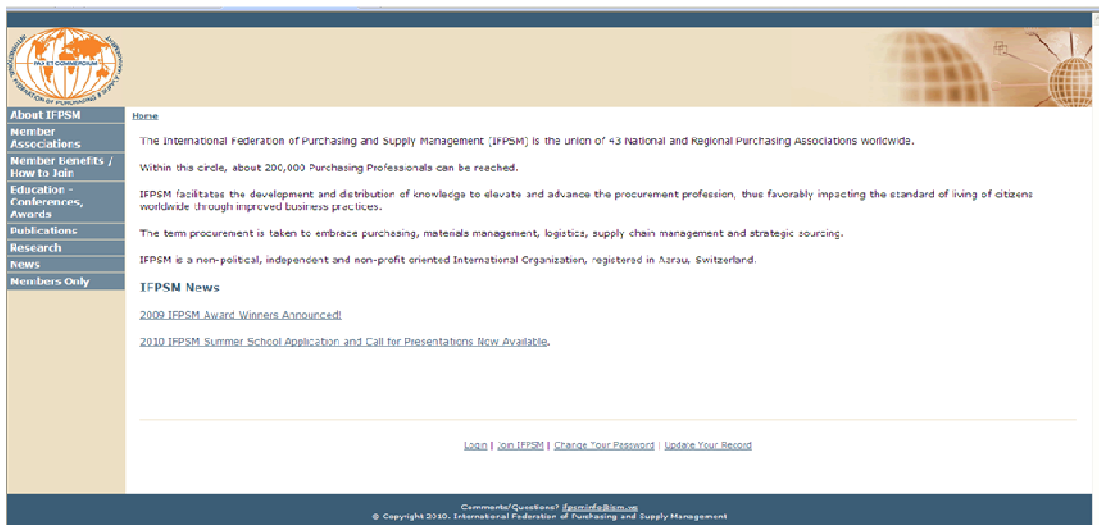 PAX ET COMMERCIUM
About IFPSM
Member
Associations
Member Benefits /
How to Join
Education -
Conferences,
Awards
Publications
Research
News
Members Only
Home
The International Federation of Purchasing and Supply Management (IFPSM) is the union of 43 National and Regional Purchasing Associations worldwide.
Within this circle, about 200,000 Purchasing Professionals can be reached.
IFPSM facilitates the development and distribution of knowledge to elevate and advance the procurement profession, thus favorably impacting the standard of living of citizens
worldwide through improved business practices.
The term procurement is taken to embrace purchasing, materials management, logistics, supply chain management and strategic sourcing.
IFPSM is a non-political, independent and non-profit oriented International Organization, registered in Aarau, Switzerland.
IFPSM News
2009 IFPSM Award Winners Announced!
2010 IFPSM Summer School Application and Call for Presentations Now Available.
Login | Join IFPSM | Change Your Password | Update Your Record
Comments/Questions? ifpsminfo@ism.ws
© Copyright 2010. International Federation of Purchasing and Supply Management